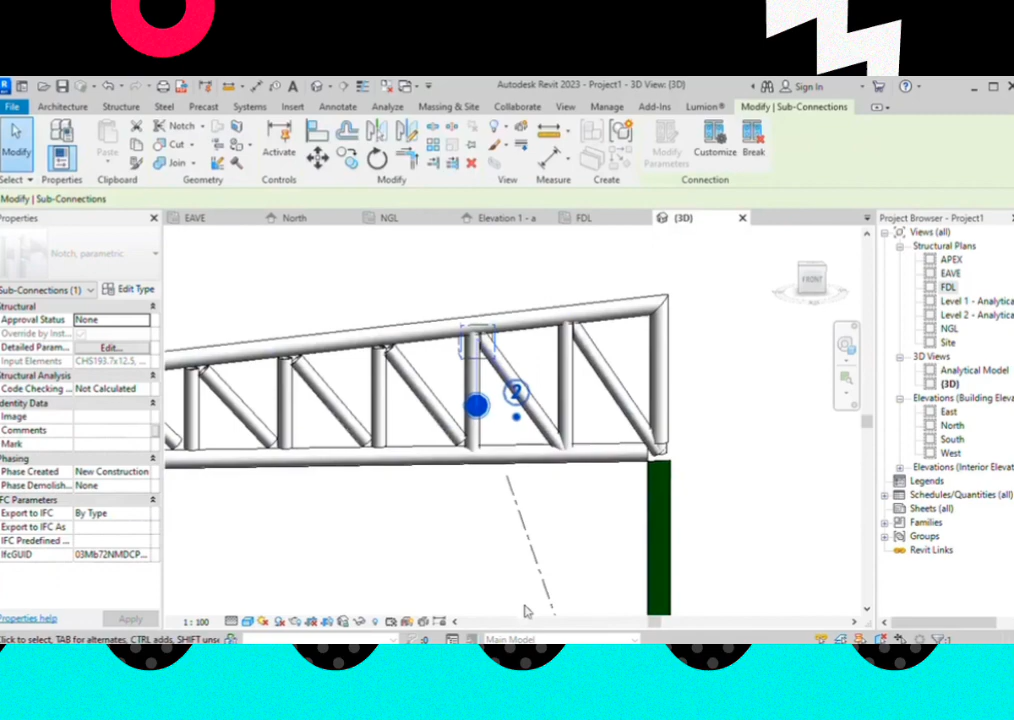 Autodesk Revit 2023 - Project1 - 3D View: {3D}
Sign In
File Architecture Structure Steel Precast Systems Insert Annotate Analyze Massing & Site Collaborate View Manage Add-Ins Lumion® Modify | Sub-Connections
Modify
Paste
Notch
Cut
Join
Activate
Modify Parameters
Customize
Break
Select Properties Clipboard Geometry Controls Modify View Measure Create Connection
Modify | Sub-Connections
Properties
EAVE North NGL Elevation 1 - a FDL {3D}
Project Browser - Project1
Notch, parametric
Sub-Connections (1) Edit Type
Structural
Approval Status None
Override by Inst...
Detailed Param... Edit...
Input Elements CHS193.7x12.5, ...
Structural Analysis
Code Checking ... Not Calculated
Identity Data
Image
Comments
Mark
Phasing
Phase Created New Construction
Phase Demolish... None
IFC Parameters
Export to IFC By Type
Export to IFC As
IFC Predefined ...
IfcGUID 03Mb72NMDCP...
Properties help Apply
FRONT
2
Views (all)
Structural Plans
APEX
EAVE
FDL
Level 1 - Analytica
Level 2 - Analytica
NGL
Site
3D Views
Analytical Model
{3D}
Elevations (Building Eleva
East
North
South
West
Elevations (Interior Elevat
Legends
Schedules/Quantities (all)
Sheets (all)
Families
Groups
Revit Links
1 : 100
Click to select, TAB for alternates, CTRL adds, SHIFT unse
:0
Main Model
:1